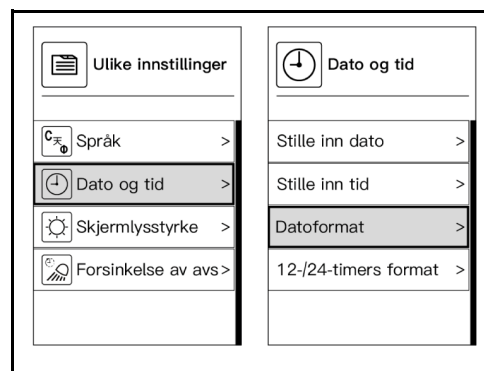 Ulike innstillinger
Språk >
Dato og tid >
Skjermlysstyrke >
Forsinkelse av avs>
Dato og tid
Stille inn dato >
Stille inn tid >
Datoformat >
12-/24-timers format >